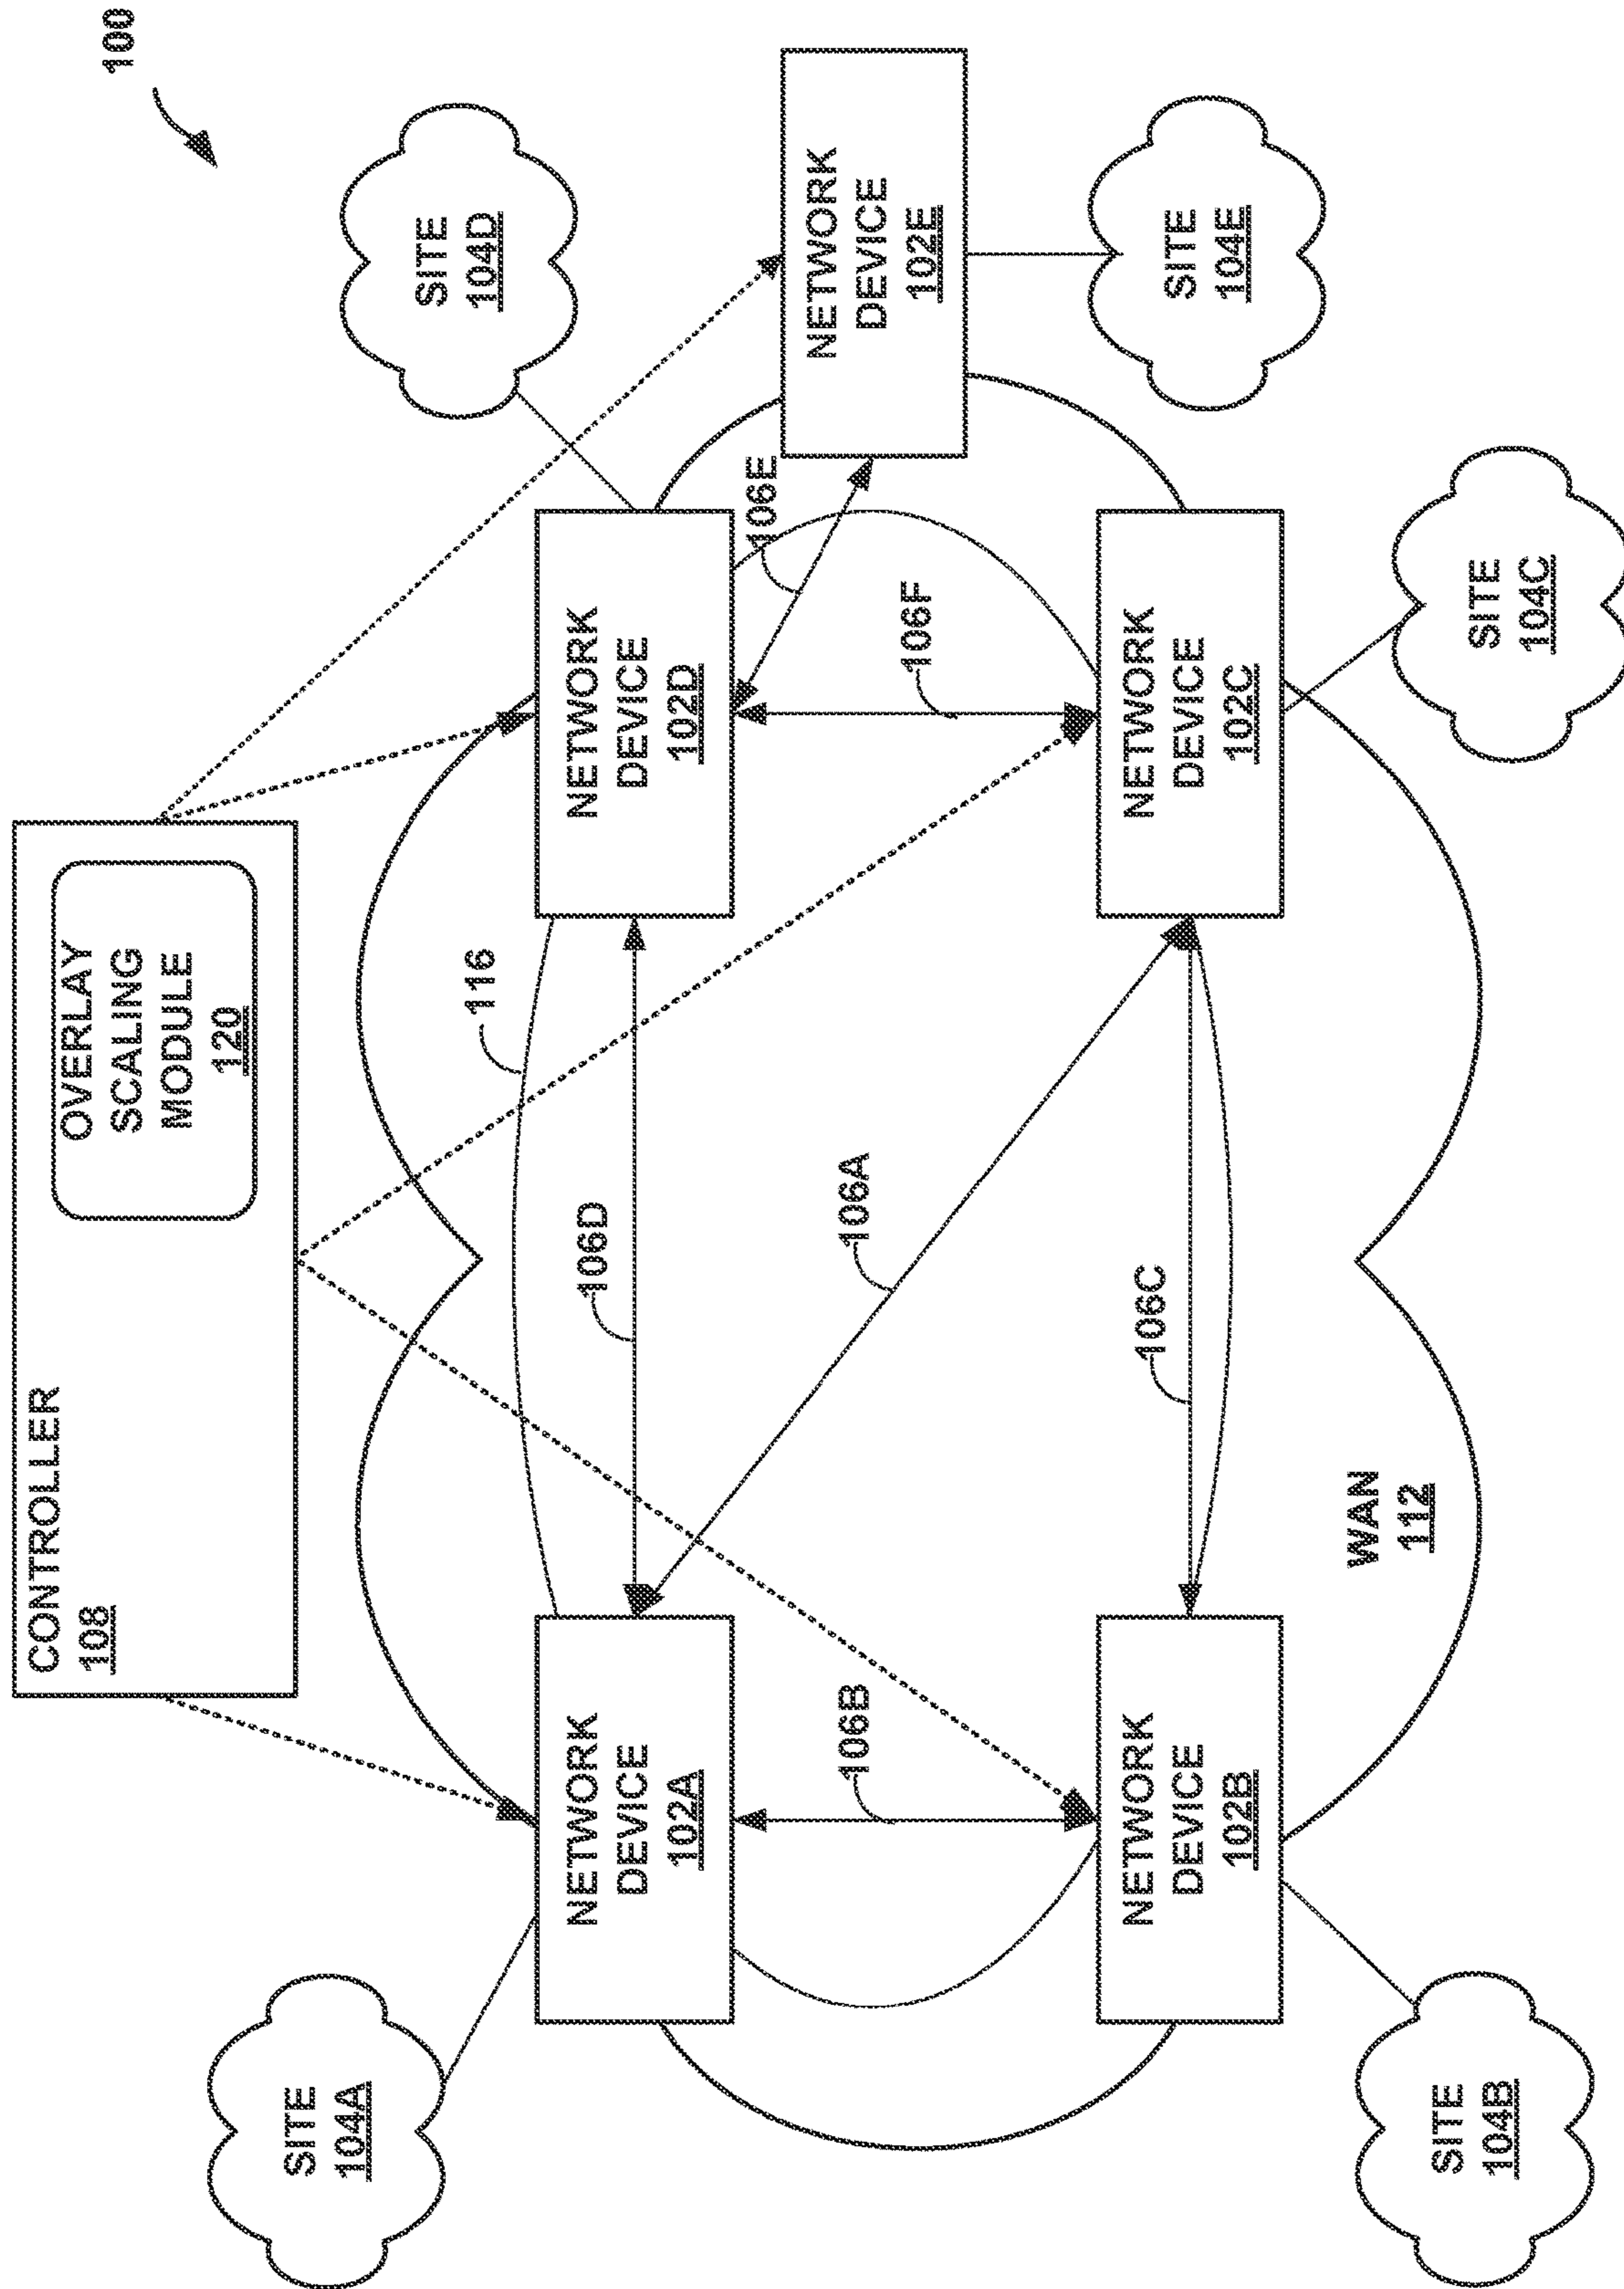 100
CONTROLLER
108
OVERLAY
SCALING
MODULE
120
SITE
104A
SITE
104D
116
NETWORK
DEVICE
102A
106D
NETWORK
DEVICE
102D
106E
NETWORK
DEVICE
102E
106B
106A
106F
NETWORK
DEVICE
102B
106C
NETWORK
DEVICE
102C
SITE
104E
WAN
112
SITE
104B
SITE
104C